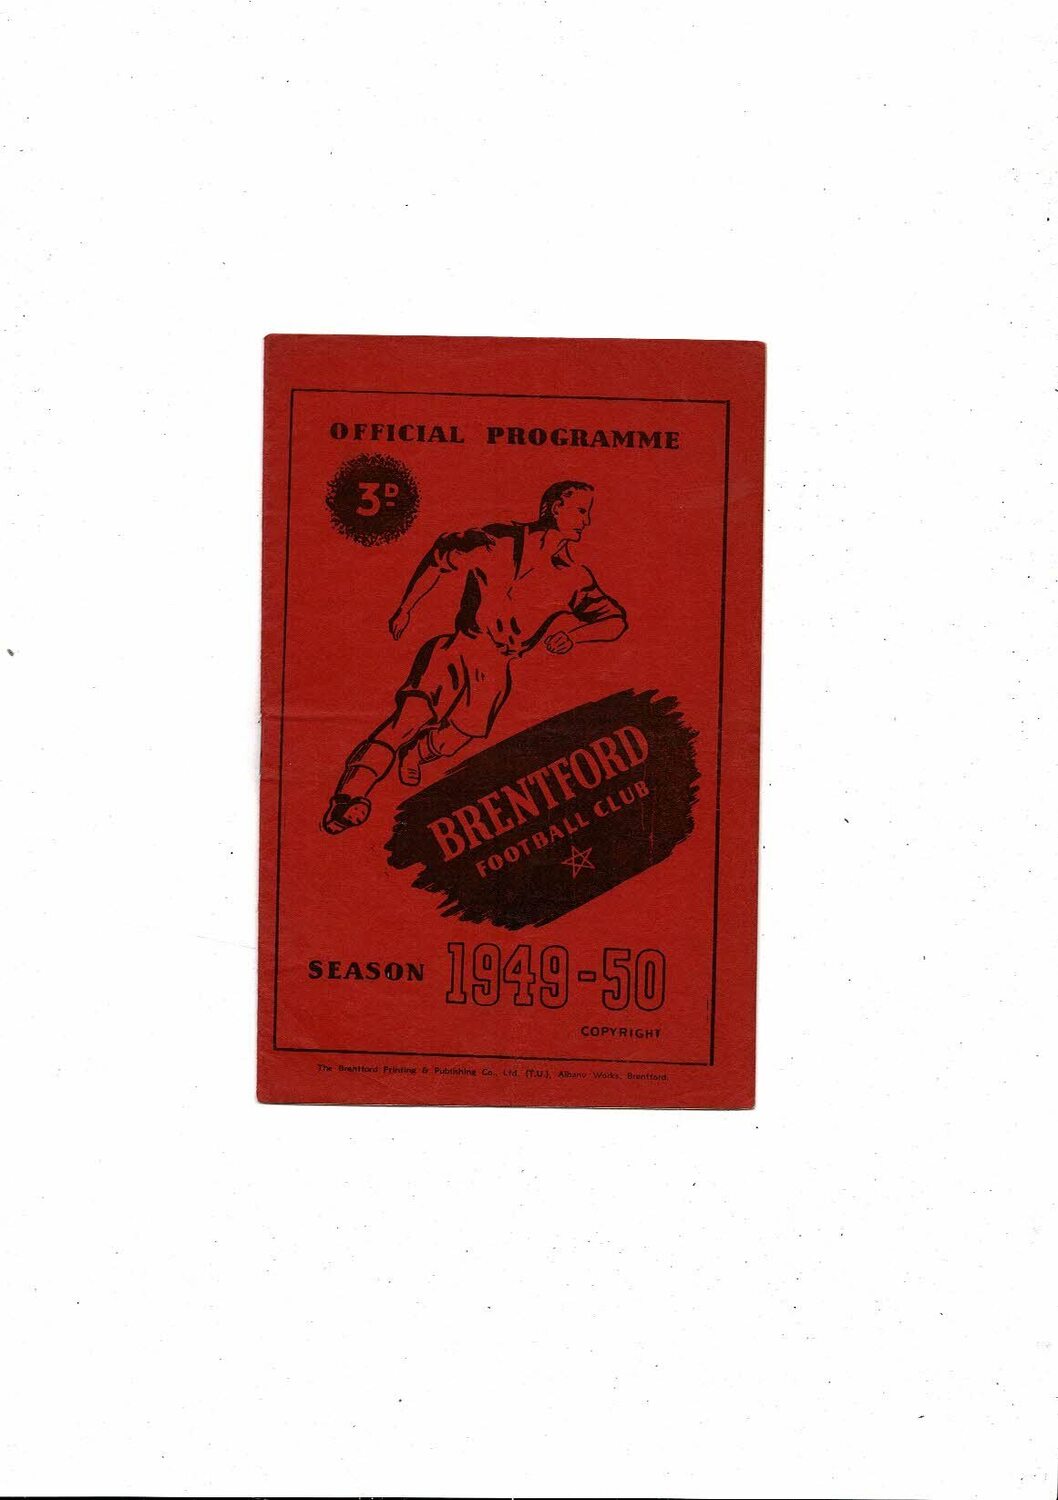 OFFICIAL PROGRAMME
3D
BRENTFORD
FOOTBALL CLUB
SEASON 1949-50
COPYRIGHT
The Brentford Printing & Publishing Co., Ltd. (T.U.), Albany Works, Brentford.